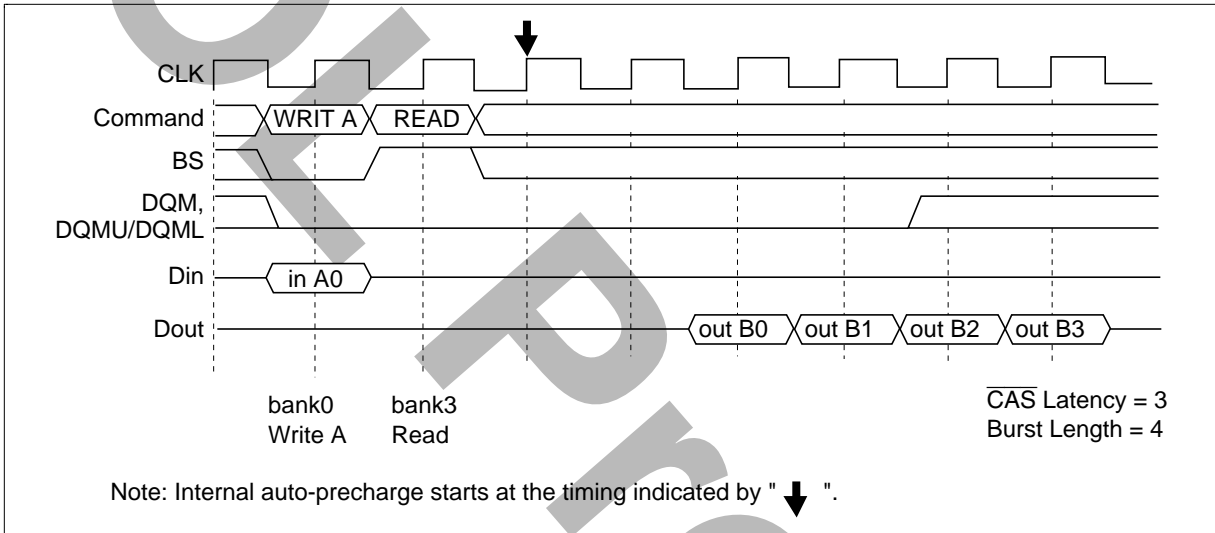 CLK
Command WRIT A READ
BS
DQM,
DQMU/DQML
Din in A0
Dout out B0 out B1 out B2 out B3
bank0 bank3 CAS Latency = 3
Write A Read Burst Length = 4
Note: Internal auto-precharge starts at the timing indicated by " ".